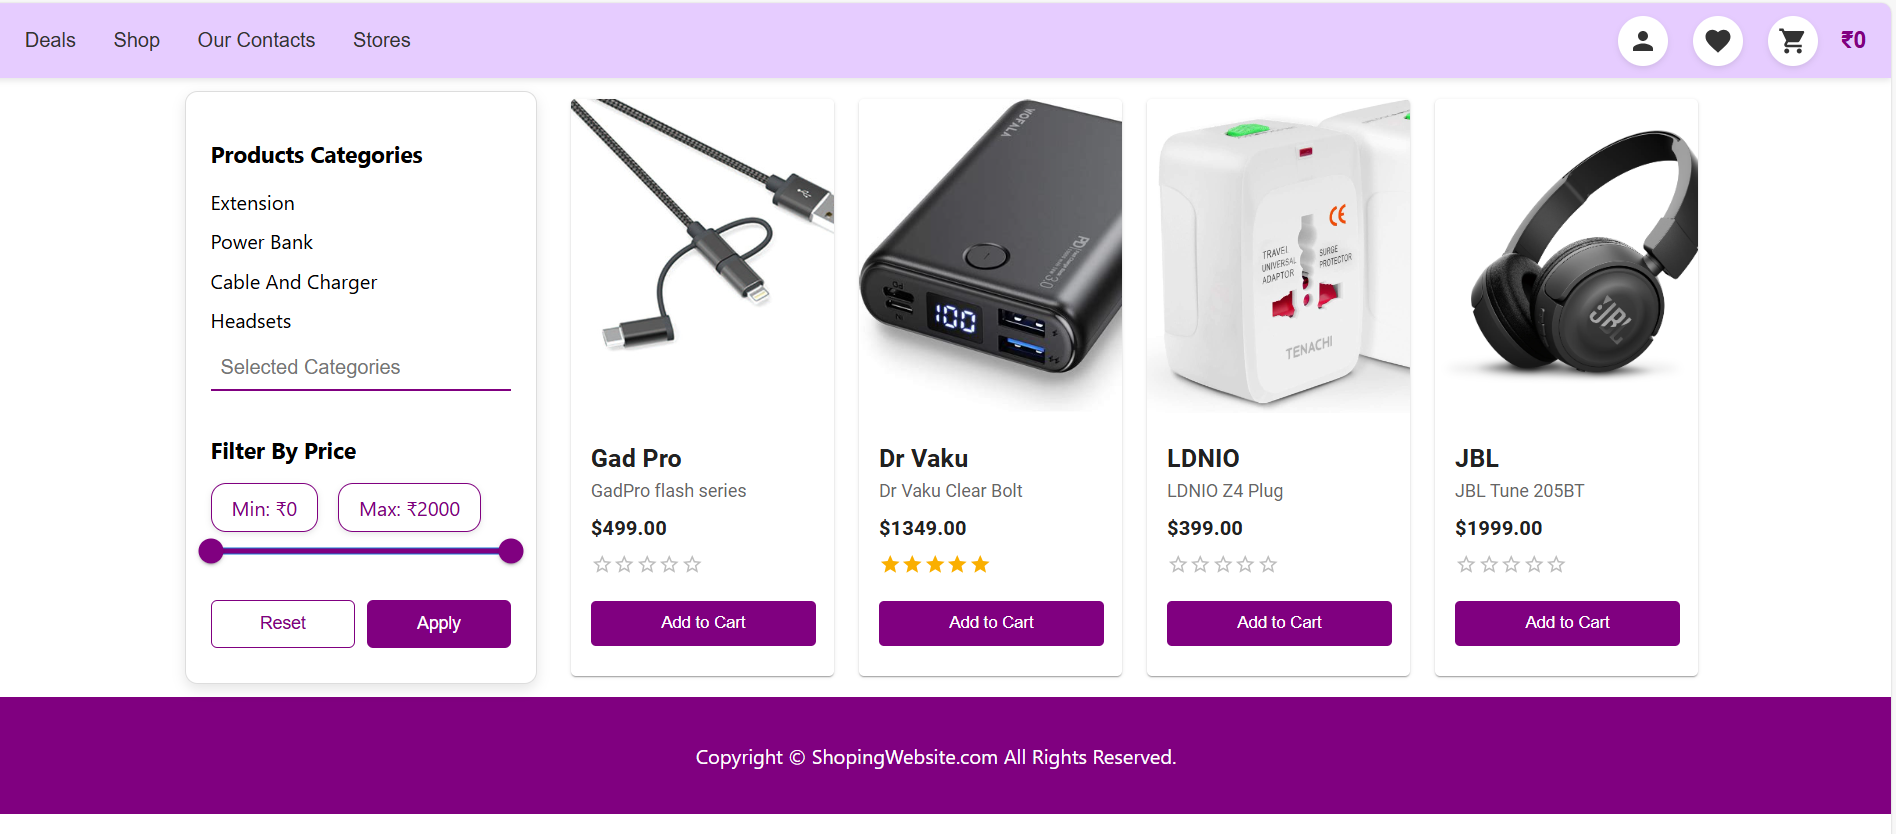 Deals Shop Our Contacts Stores ₹0
Products Categories
Extension
Power Bank
Cable And Charger
Headsets
Selected Categories
Filter By Price
Min: ₹0 Max: ₹2000
Reset Apply
WOFALA
PD
3.0
100
TRAVEL
UNIVERSAL
ADAPTOR
SURGE
PROTECTOR
CE
TENACHI
JBL
Gad Pro
GadPro flash series
$499.00
Add to Cart
Dr Vaku
Dr Vaku Clear Bolt
$1349.00
Add to Cart
LDNIO
LDNIO Z4 Plug
$399.00
Add to Cart
JBL
JBL Tune 205BT
$1999.00
Add to Cart
Copyright © ShopingWebsite.com All Rights Reserved.